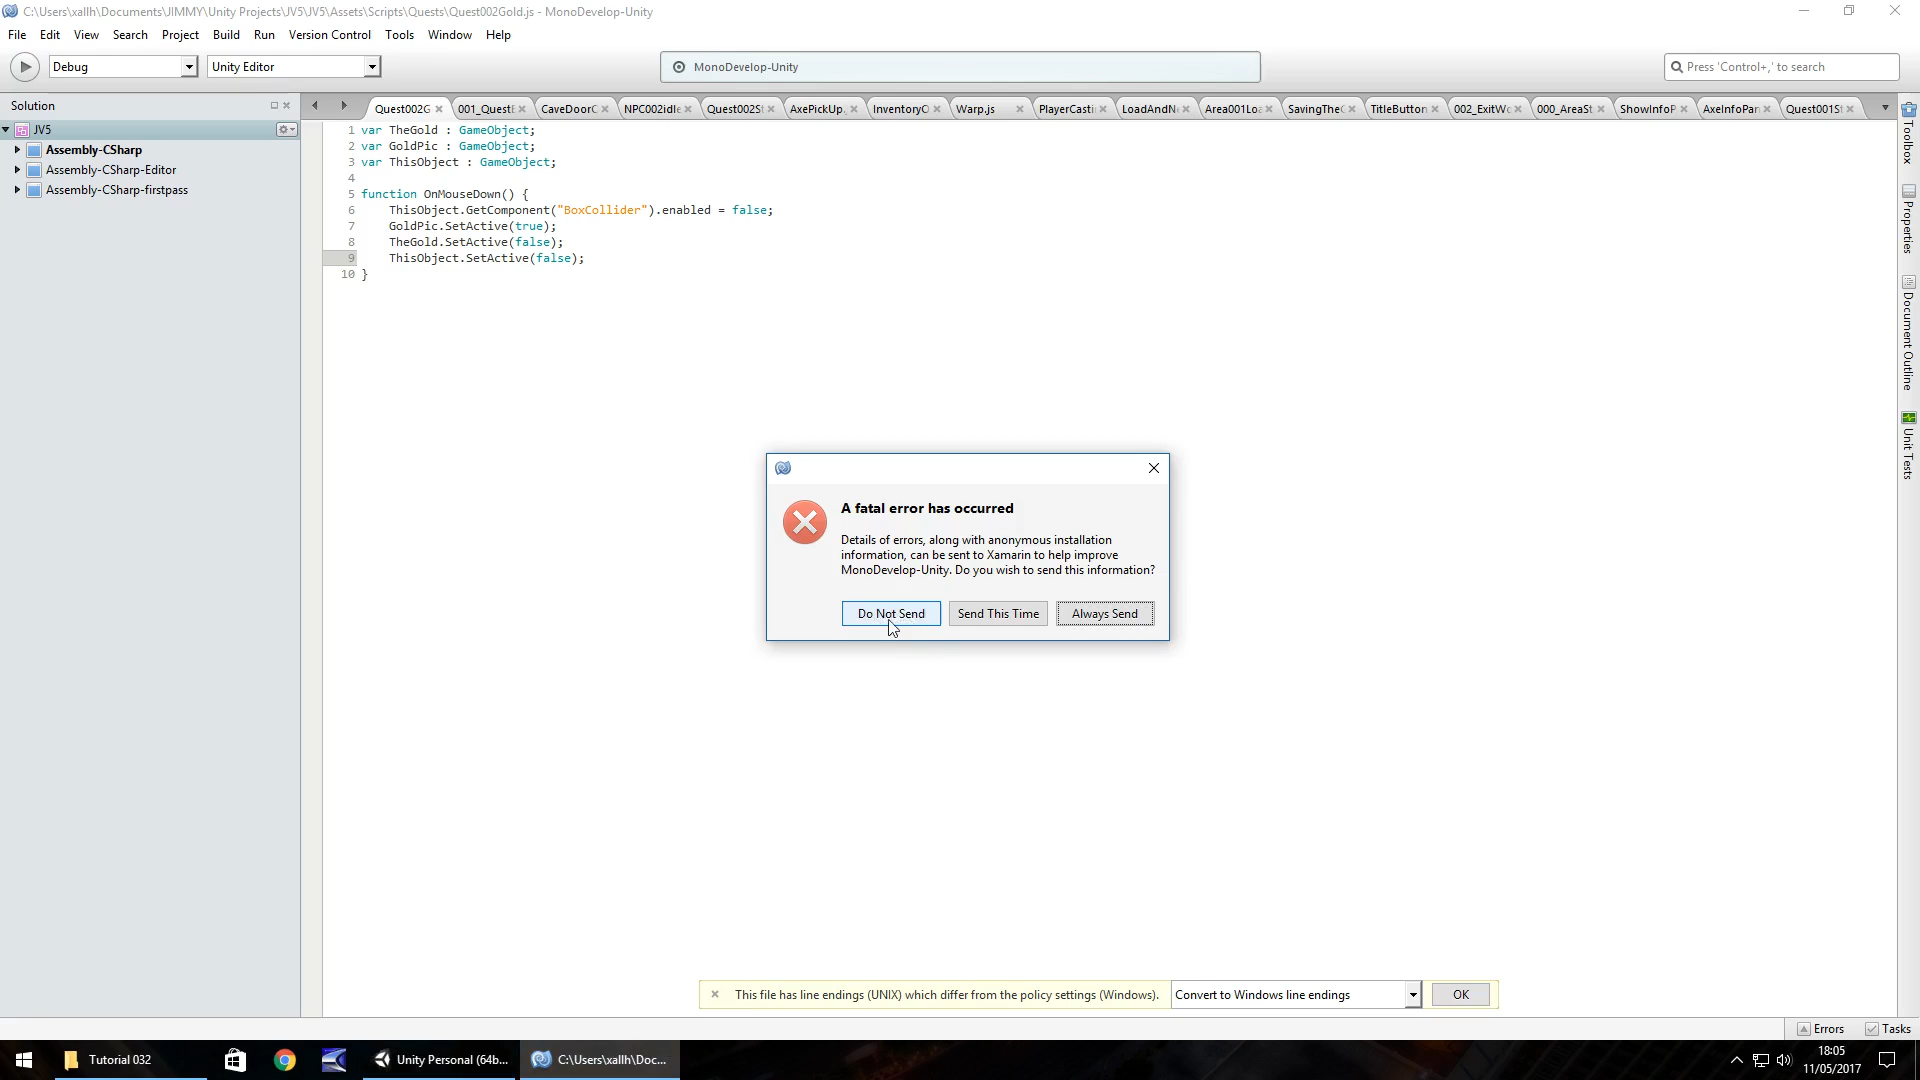 C:\Users\xallh\Documents\JIMMY\Unity Projects\JV5\JV5\Assets\Scripts\Quests\Quest002Gold.js - MonoDevelop-Unity
File Edit View Search Project Build Run Version Control Tools Window Help
Debug Unity Editor MonoDevelop-Unity Press 'Control+,' to search
Solution
Quest002G 001_QuestE CaveDoorC NPC002idle Quest002St AxePickUp. InventoryO Warp.js PlayerCasti LoadAndN Area001Loa SavingTheG TitleButton 002_ExitWo 000_AreaSt ShowInfoP AxeInfoPan Quest001St
JV5
Assembly-CSharp
Assembly-CSharp-Editor
Assembly-CSharp-firstpass
1 var TheGold : GameObject;
2 var GoldPic : GameObject;
3 var ThisObject : GameObject;
4
5 function OnMouseDown() {
6 ThisObject.GetComponent("BoxCollider").enabled = false;
7 GoldPic.SetActive(true);
8 TheGold.SetActive(false);
9 ThisObject.SetActive(false);
10 }
Toolbox
Properties
Document Outline
Unit Tests
A fatal error has occurred
Details of errors, along with anonymous installation
information, can be sent to Xamarin to help improve
MonoDevelop-Unity. Do you wish to send this information?
Do Not Send Send This Time Always Send
This file has line endings (UNIX) which differ from the policy settings (Windows). Convert to Windows line endings OK
Errors Tasks
Tutorial 032 Unity Personal (64b... C:\Users\xallh\Doc...
18:05
11/05/2017